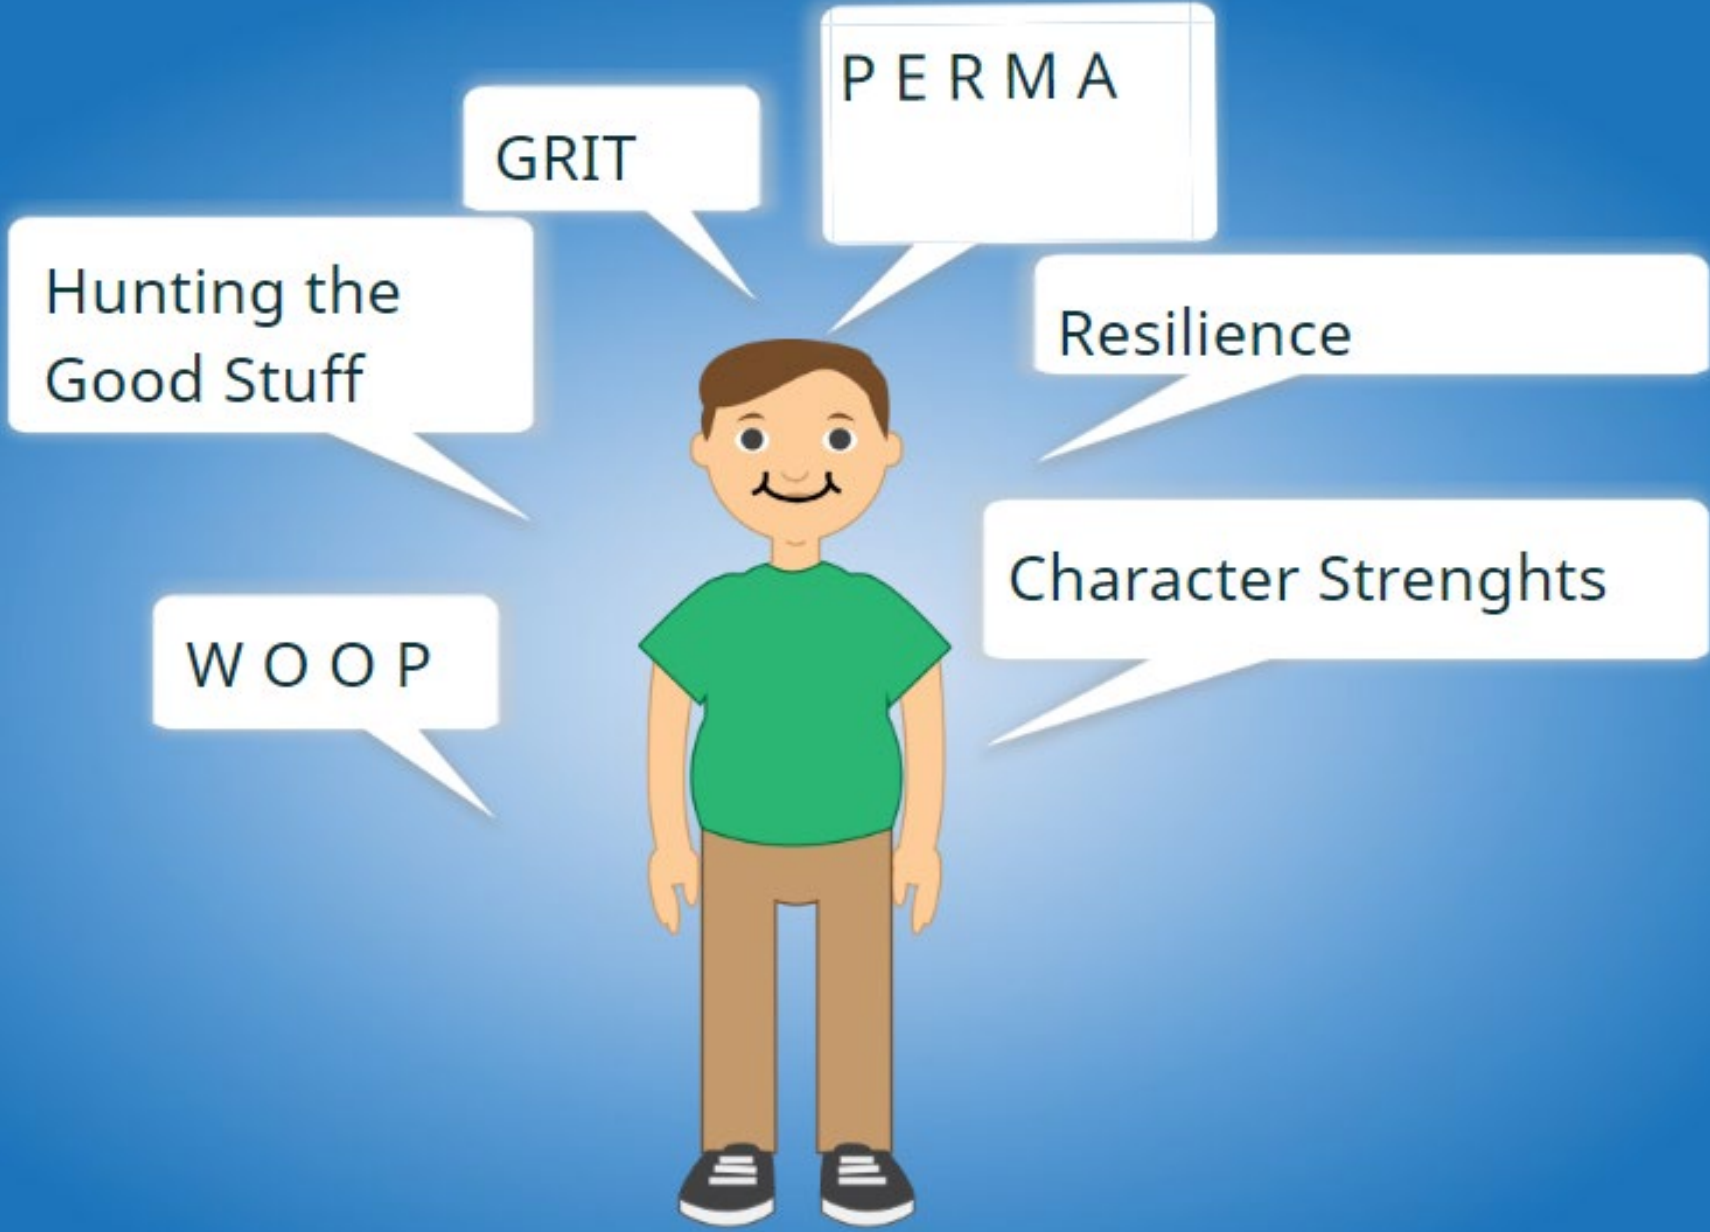 P E R M A
GRIT
Hunting the
Good Stuff
Resilience
Character Strenghts
W O O P